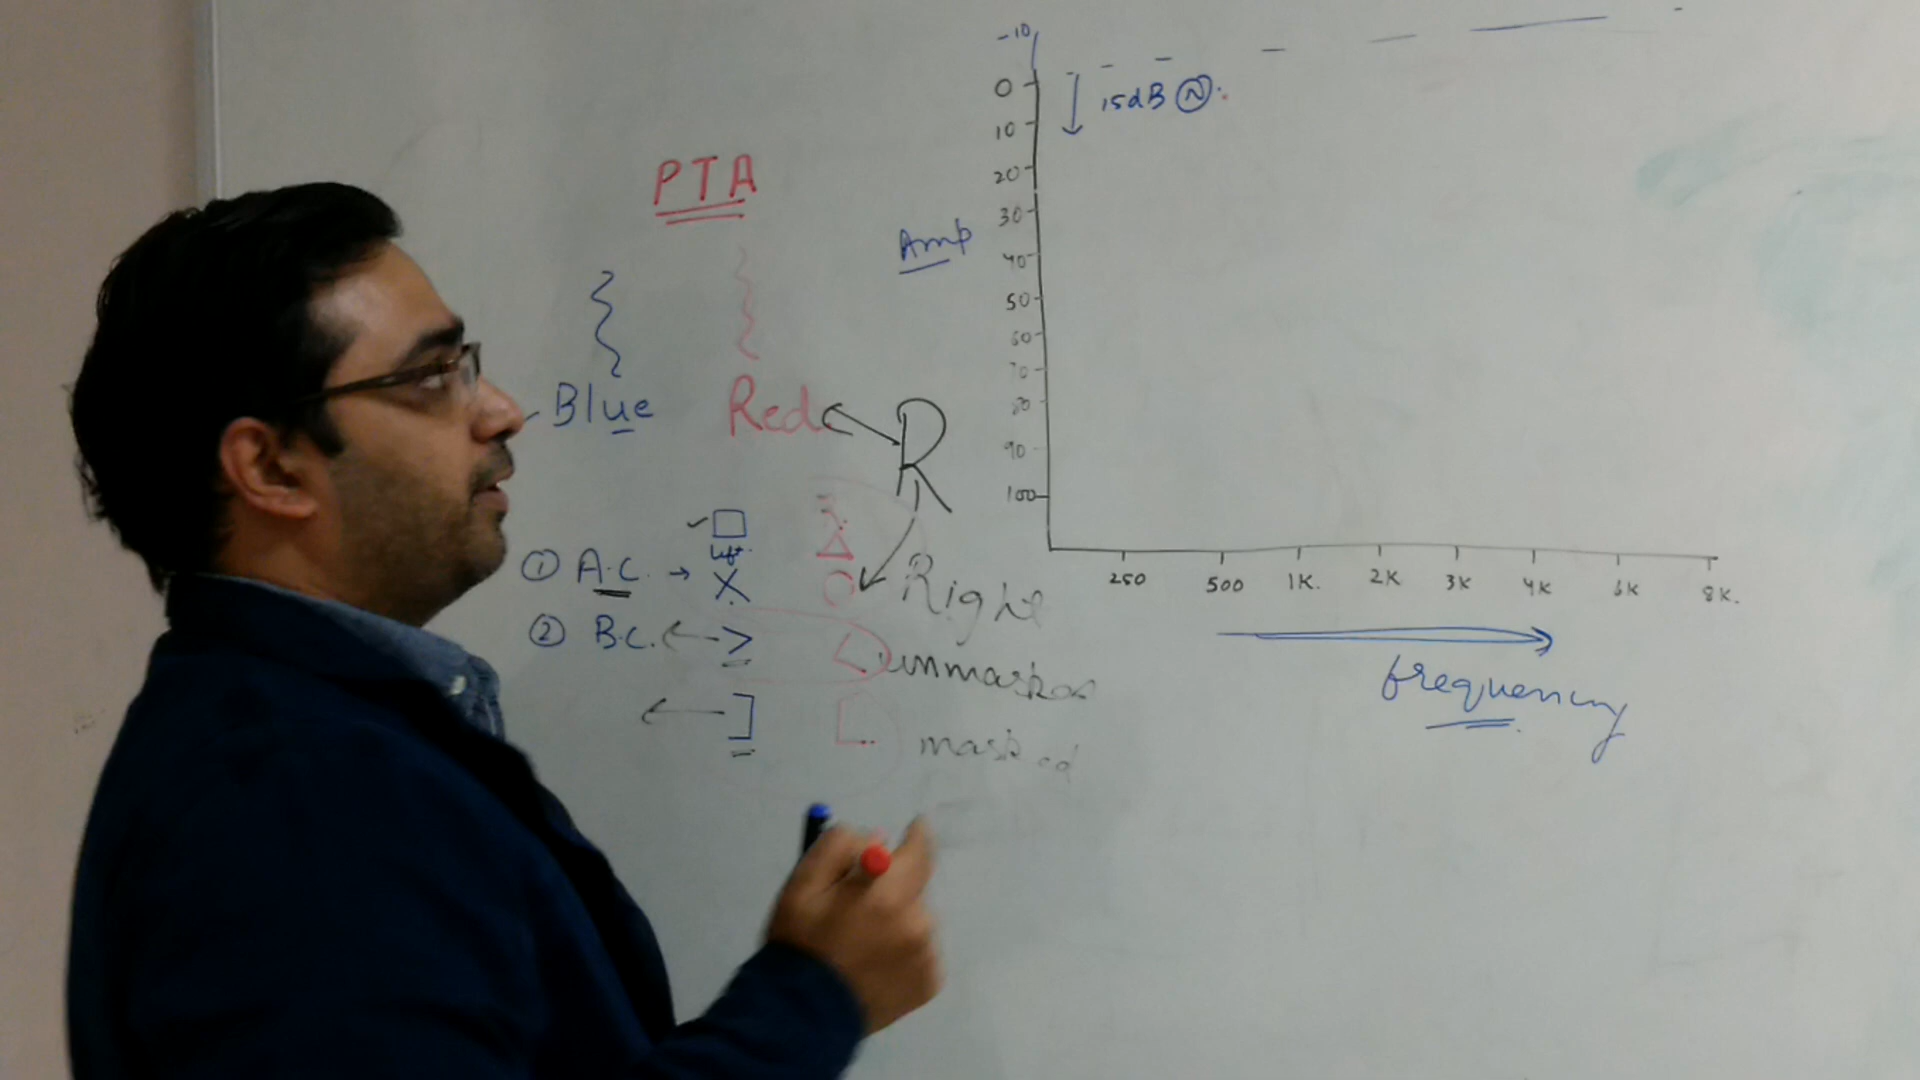 PTA
Blue Red R
① A.C. → □ △
Left
X O Right
② B.C. ← > < unmasked
← ] [ masked
-10
0
10
20
30
40
50
60
70
80
90
100
15dB Ⓝ
Amp
250 500 1K. 2K 3K 4K 6K 8K.
frequency